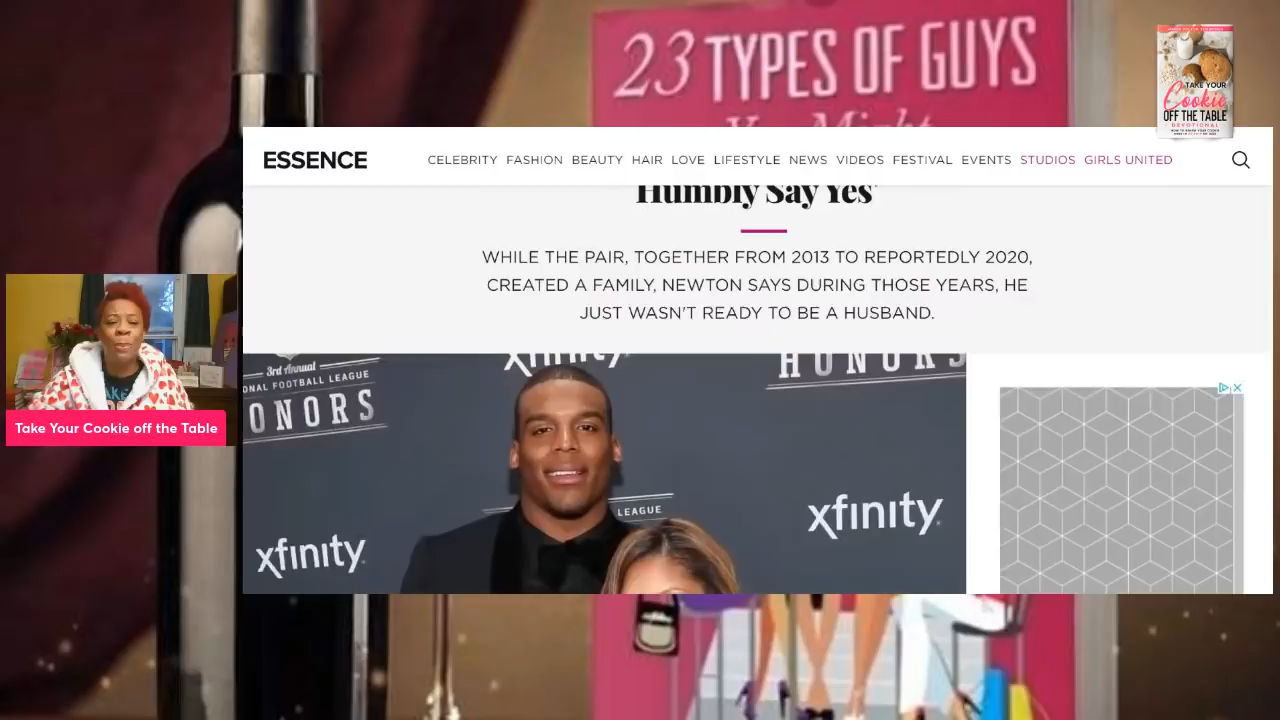 23 TYPES OF GUYS
You Might
TAKE YOUR
Cookie
OFF THE TABLE
DEVOTIONAL
ESSENCE
CELEBRITY FASHION BEAUTY HAIR LOVE LIFESTYLE NEWS VIDEOS FESTIVAL EVENTS STUDIOS GIRLS UNITED
Humbly Say Yes'
WHILE THE PAIR, TOGETHER FROM 2013 TO REPORTEDLY 2020,
CREATED A FAMILY, NEWTON SAYS DURING THOSE YEARS, HE
JUST WASN'T READY TO BE A HUSBAND.
3rd Annual
ONAL FOOTBALL LEAGUE
ONORS
xfinity
HONORS
LEAGUE
xfinity
xfinity
Take Your Cookie off the Table